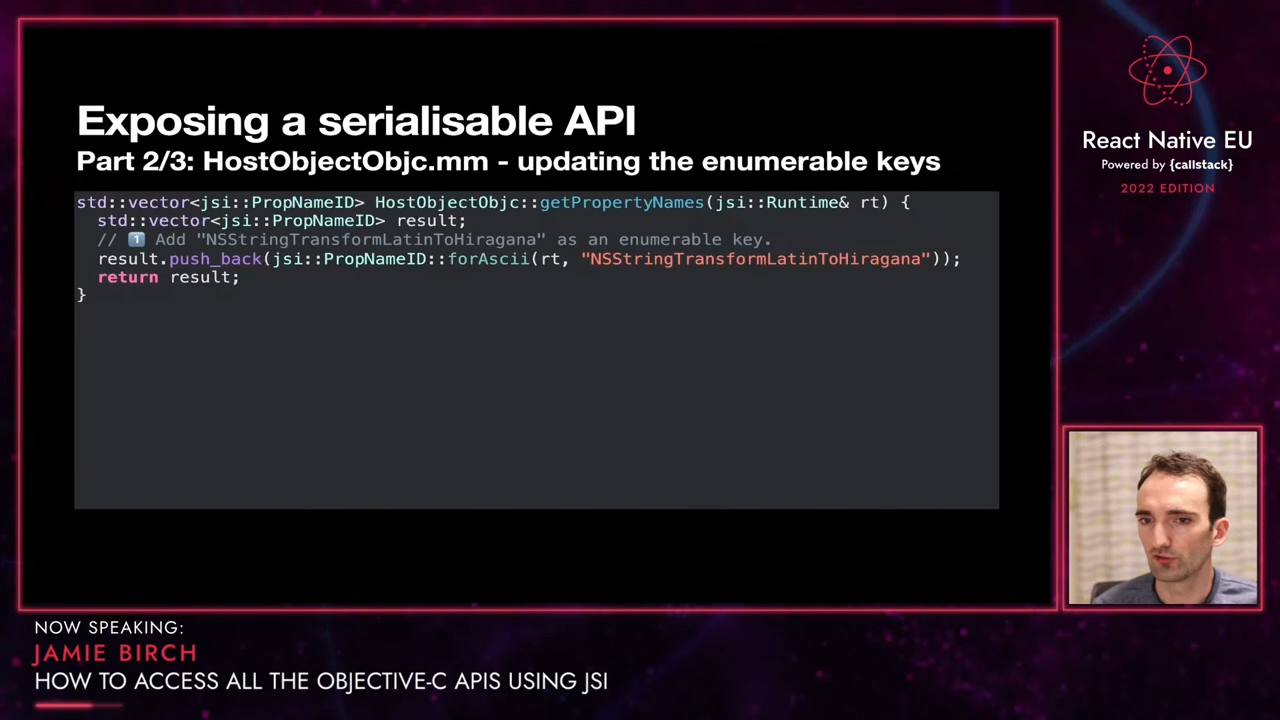 Exposing a serialisable API
Part 2/3: HostObjectObjc.mm - updating the enumerable keys
std::vector<jsi::PropNameID> HostObjectObjc::getPropertyNames(jsi::Runtime& rt) {
  std::vector<jsi::PropNameID> result;
  // 1️⃣ Add "NSStringTransformLatinToHiragana" as an enumerable key.
  result.push_back(jsi::PropNameID::forAscii(rt, "NSStringTransformLatinToHiragana"));
  return result;
}
React Native EU
Powered by {callstack}
2022 EDITION
NOW SPEAKING:
JAMIE BIRCH
HOW TO ACCESS ALL THE OBJECTIVE-C APIS USING JSI